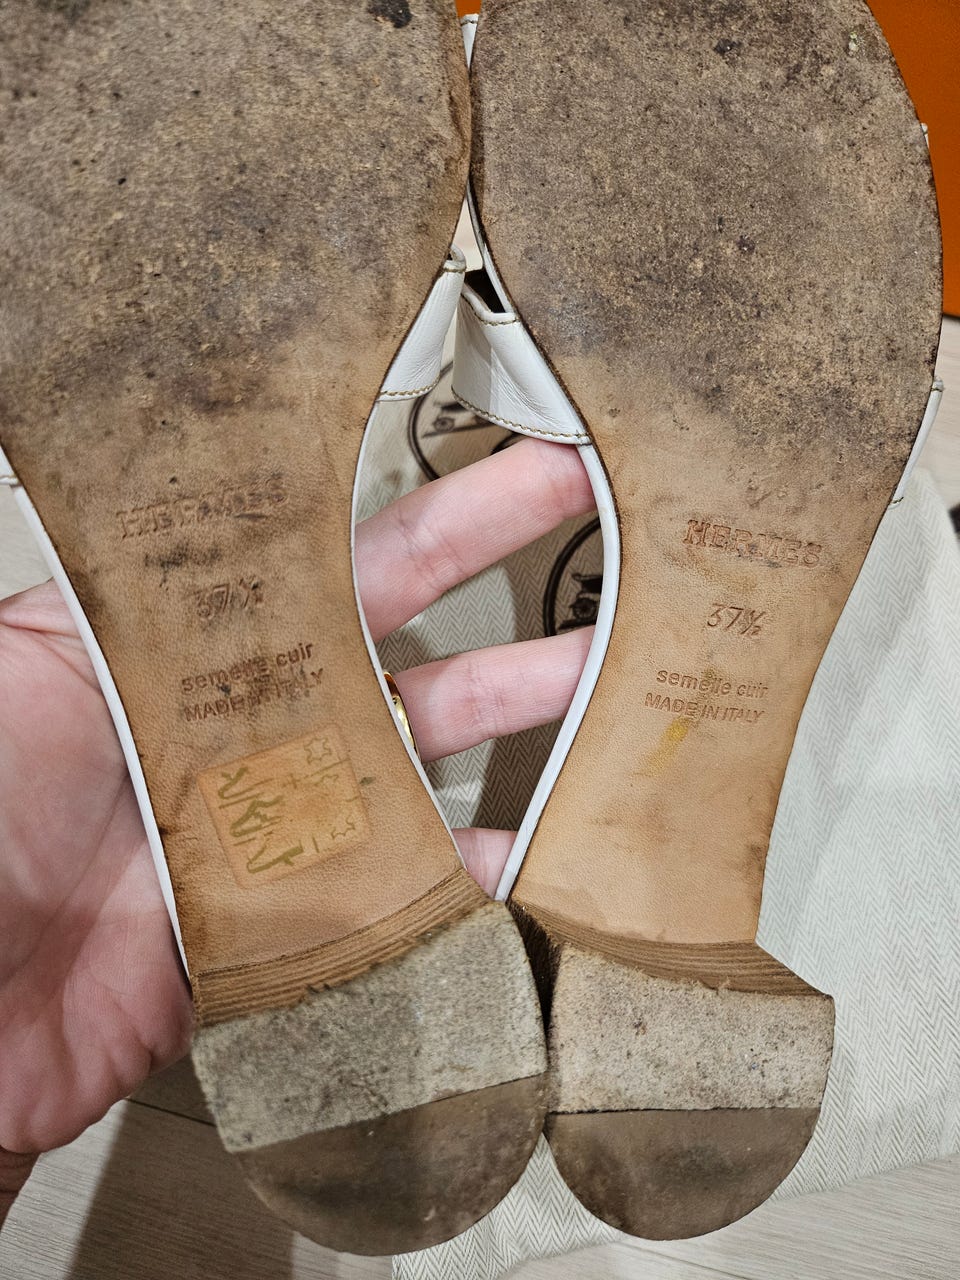 HERMES
37½
semelle cuir
MADE IN ITALY
HERMES
37½
semelle cuir
MADE IN ITALY